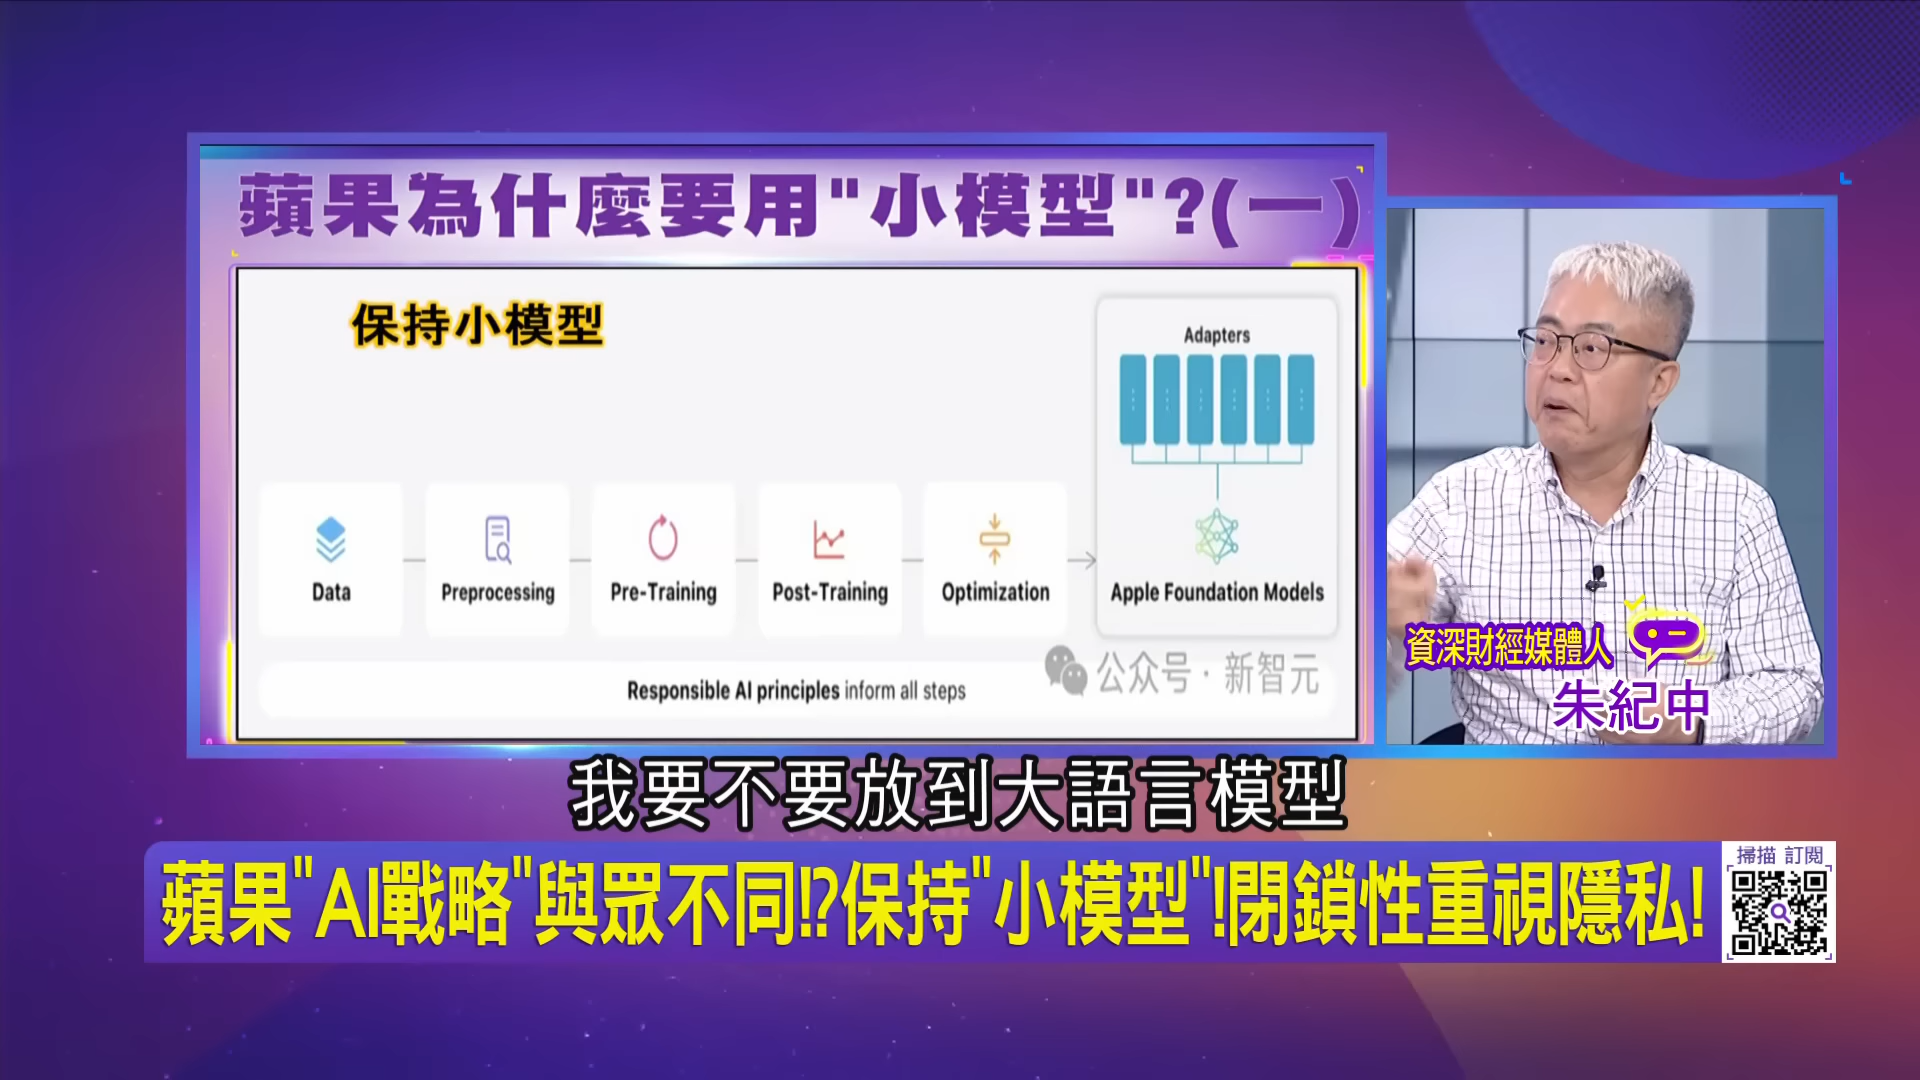 蘋果為什麼要用"小模型"?(一)
保持小模型
Adapters
Data
Preprocessing
Pre-Training
Post-Training
Optimization
Apple Foundation Models
Responsible AI principles inform all steps
公众号·新智元
資深財經媒體人
朱紀中
我要不要放到大語言模型
蘋果"AI戰略"與眾不同!?保持"小模型"!閉鎖性重視隱私!
掃描 訂閱